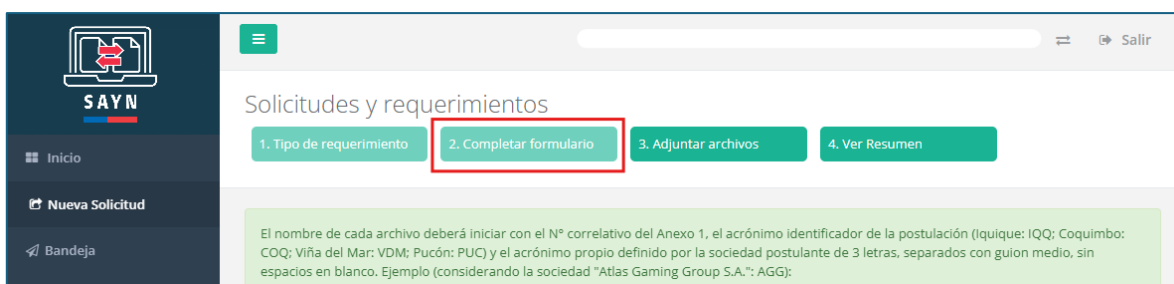 SAYN
Inicio
Nueva Solicitud
Bandeja
Salir
Solicitudes y requerimientos
1. Tipo de requerimiento
2. Completar formulario
3. Adjuntar archivos
4. Ver Resumen
El nombre de cada archivo deberá iniciar con el Nº correlativo del Anexo 1, el acrónimo identificador de la postulación (Iquique: IQQ; Coquimbo:
COQ; Viña del Mar: VDM; Pucón: PUC) y el acrónimo propio definido por la sociedad postulante de 3 letras, separados con guion medio, sin
espacios en blanco. Ejemplo (considerando la sociedad "Atlas Gaming Group S.A.": AGG):